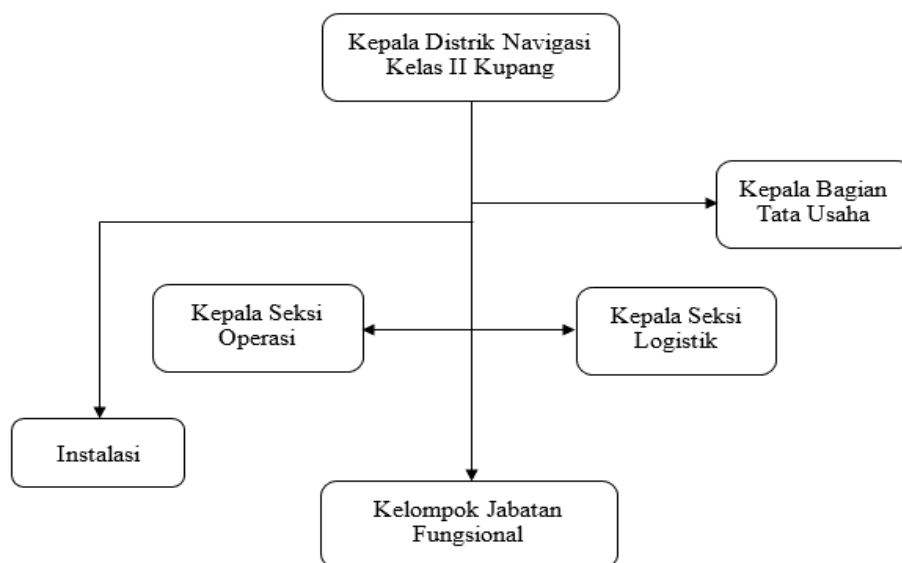 Kepala Distrik Navigasi
Kelas II Kupang
Kepala Bagian
Tata Usaha
Kepala Seksi
Operasi
Kepala Seksi
Logistik
Instalasi
Kelompok Jabatan
Fungsional